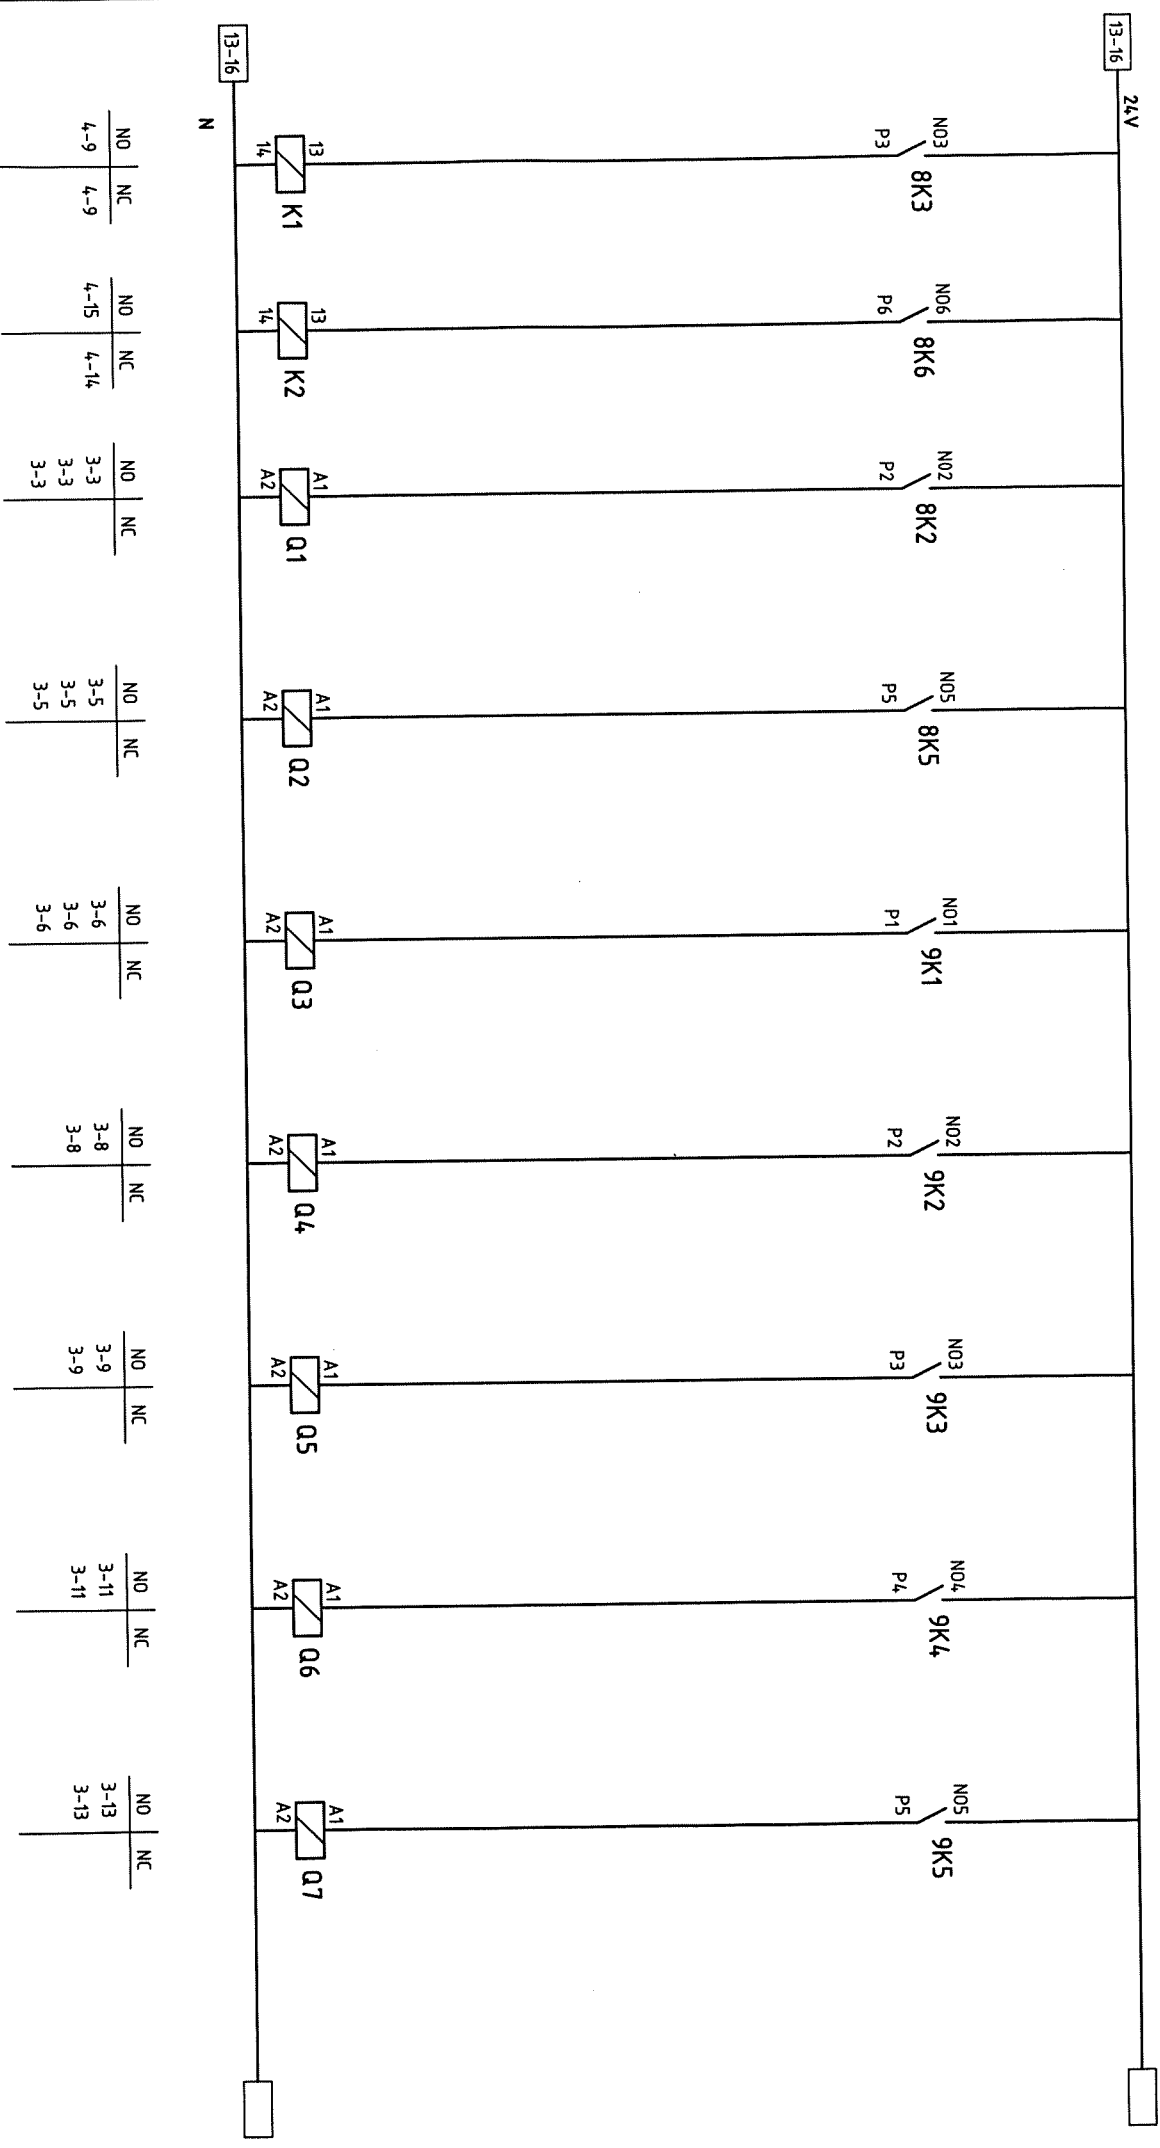 13-16
24V
NO3
P3
8K3
NO6
P6
8K6
NO2
P2
8K2
NO5
P5
8K5
NO1
P1
9K1
NO2
P2
9K2
NO3
P3
9K3
NO4
P4
9K4
NO5
P5
9K5
13
14
K1
13
14
K2
A1
A2
Q1
A1
A2
Q2
A1
A2
Q3
A1
A2
Q4
A1
A2
Q5
A1
A2
Q6
A1
A2
Q7
13-16
N
NO NC
4-9 4-9
NO NC
4-15 4-14
NO NC
3-3
3-3
3-3
NO NC
3-5
3-5
3-5
NO NC
3-6
3-6
3-6
NO NC
3-8
3-8
NO NC
3-9
3-9
NO NC
3-11
3-11
NO NC
3-13
3-13